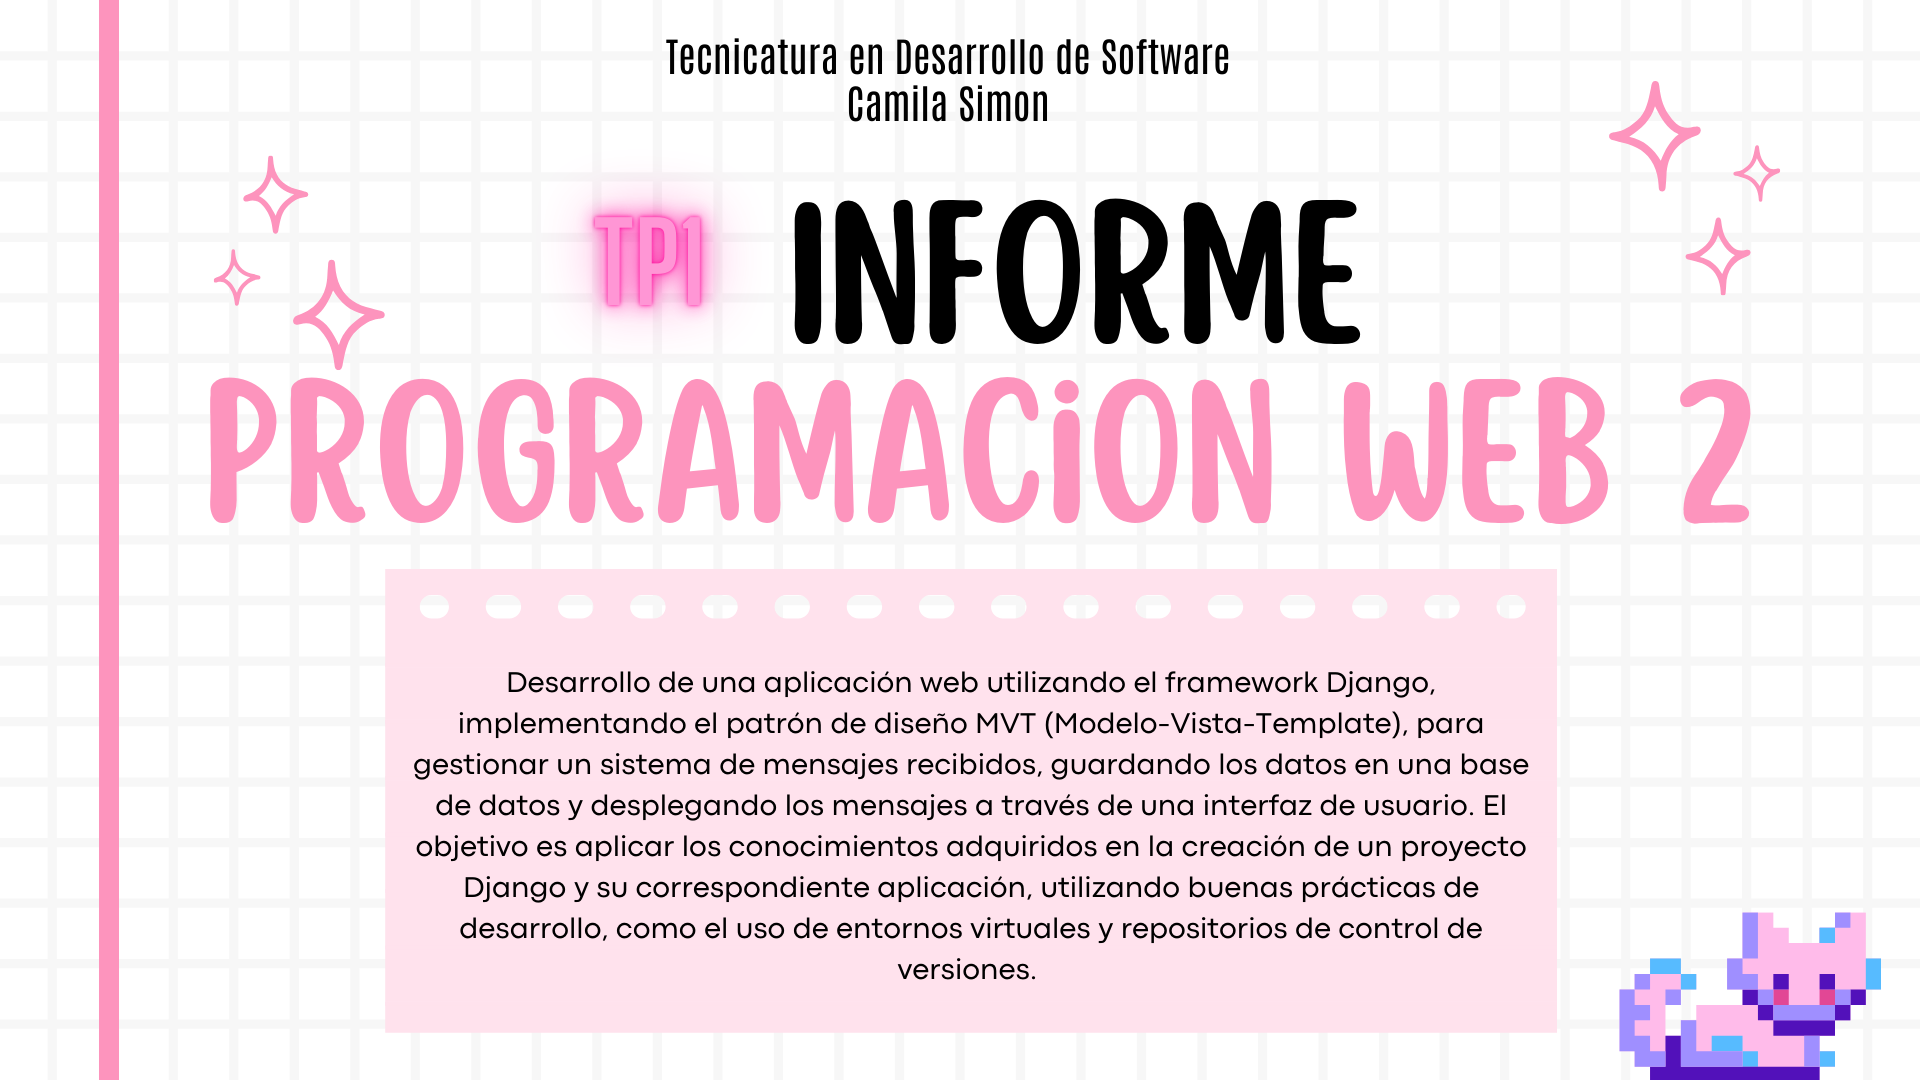 Tecnicatura en Desarrollo de Software
Camila Simon
TP1 INFORME
PROGRAMACiON WEB 2
Desarrollo de una aplicación web utilizando el framework Django,
implementando el patrón de diseño MVT (Modelo-Vista-Template), para
gestionar un sistema de mensajes recibidos, guardando los datos en una base
de datos y desplegando los mensajes a través de una interfaz de usuario. El
objetivo es aplicar los conocimientos adquiridos en la creación de un proyecto
Django y su correspondiente aplicación, utilizando buenas prácticas de
desarrollo, como el uso de entornos virtuales y repositorios de control de
versiones.